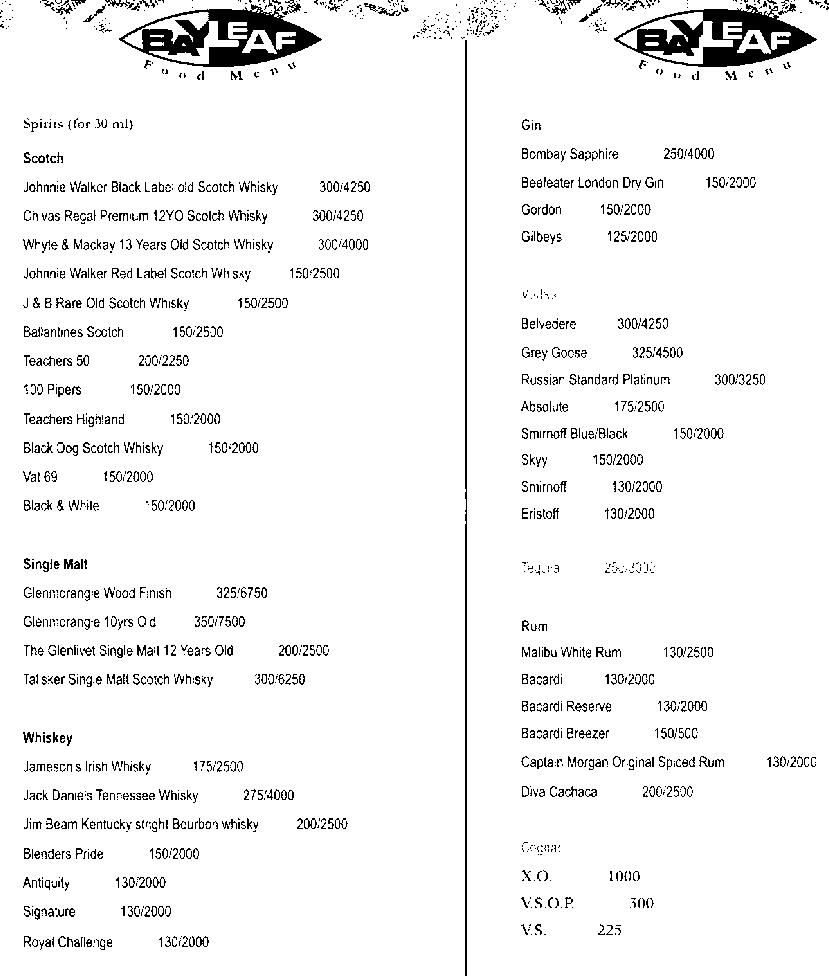 BAYLEAF
Food Menu
Spirits (for 30 ml)
Scotch
Johnnie Walker Black Label old Scotch Whisky 300/4250
Chivas Regal Premium 12YO Scotch Whisky 300/4250
Whyte & Mackay 13 Years Old Scotch Whisky 300/4000
Johnnie Walker Red Label Scotch Whisky 150/2500
J & B Rare Old Scotch Whisky 150/2500
Ballantines Scotch 150/2500
Teachers 50 200/2250
100 Pipers 150/2000
Teachers Highland 150/2000
Black Dog Scotch Whisky 150/2000
Vat 69 150/2000
Black & White 150/2000
Single Malt
Glenmorangie Wood Finish 325/6750
Glenmorangie 10yrs Old 350/7500
The Glenlivet Single Malt 12 Years Old 200/2500
Talisker Single Malt Scotch Whisky 300/6250
Whiskey
Jameson's Irish Whisky 175/2500
Jack Daniels Tennessee Whisky 275/4000
Jim Beam Kentucky stright Bourbon whisky 200/2500
Blenders Pride 150/2000
Antiquity 130/2000
Signature 130/2000
Royal Challenge 130/2000
BAYLEAF
Food Menu
Gin
Bombay Sapphire 250/4000
Beefeater London Dry Gin 150/2000
Gordon 150/2000
Gilbeys 125/2000
Vodka
Belvedere 300/4250
Grey Goose 325/4500
Russian Standard Platinum 300/3250
Absolute 175/2500
Smirnoff Blue/Black 150/2000
Skyy 150/2000
Smirnoff 130/2000
Eristoff 130/2000
Tequila
Rum
Malibu White Rum 130/2500
Bacardi 130/2000
Bacardi Reserve 130/2000
Bacardi Breezer 150/500
Captain Morgan Original Spiced Rum 130/2000
Diva Cachaca 200/2500
Cognac
X.O. 1000
V.S.O.P. 300
V.S. 225